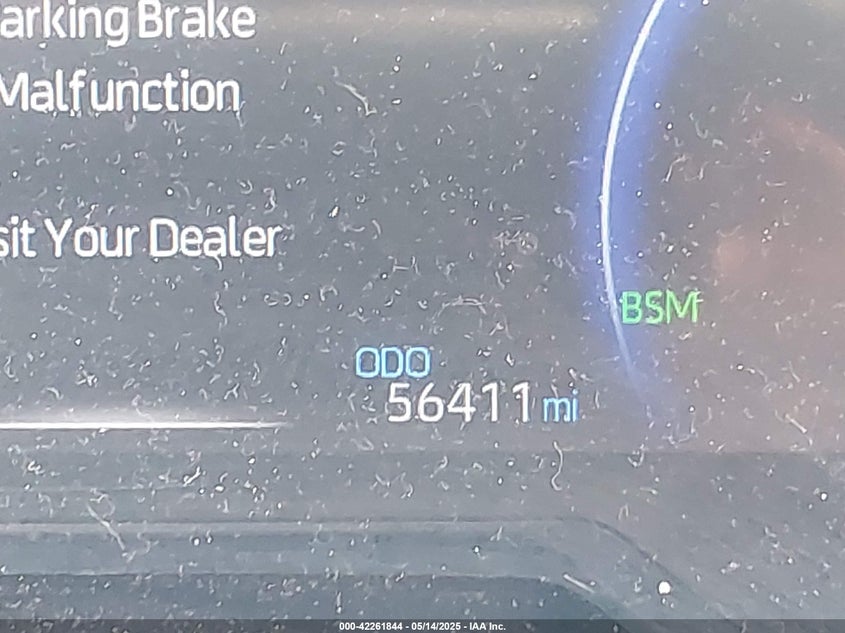 arking Brake
Malfunction
sit Your Dealer
BSM
ODO
56411 mi
000-42261844 - 05/14/2025 - IAA Inc.